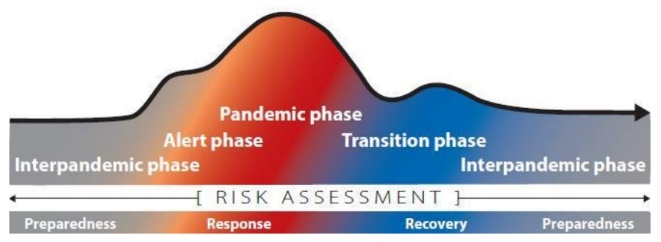 Pandemic phase
Alert phase Transition phase
Interpandemic phase Interpandemic phase
[ RISK ASSESSMENT ]
Preparedness Response Recovery Preparedness